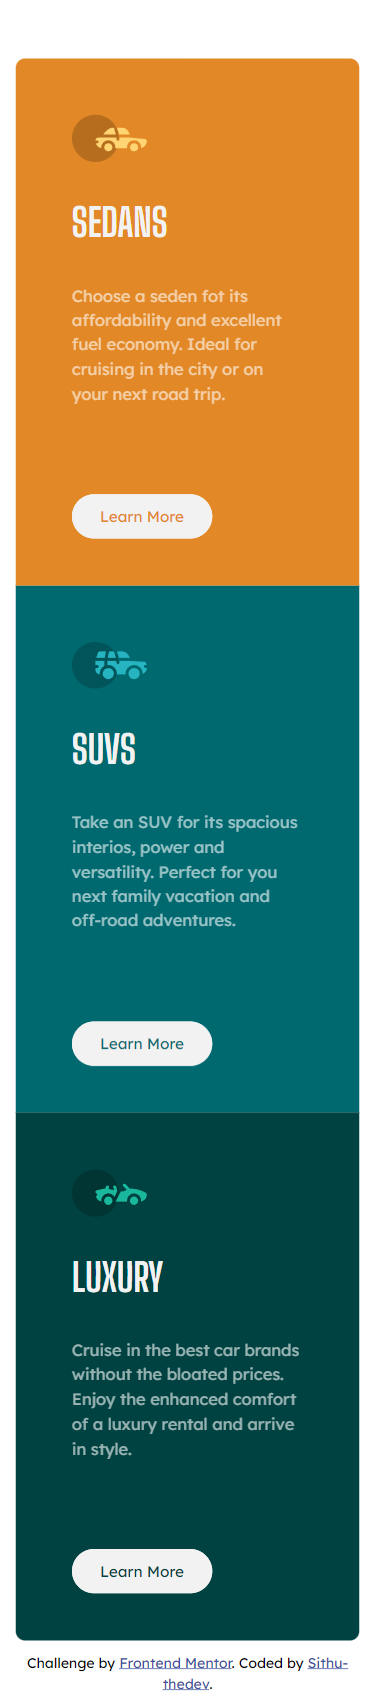 SEDANS
Choose a seden fot its
affordability and excellent
fuel economy. Ideal for
cruising in the city or on
your next road trip.
Learn More
SUVS
Take an SUV for its spacious
interios, power and
versatility. Perfect for you
next family vacation and
off-road adventures.
Learn More
LUXURY
Cruise in the best car brands
without the bloated prices.
Enjoy the enhanced comfort
of a luxury rental and arrive
in style.
Learn More
Challenge by Frontend Mentor. Coded by Sithu-
thedev.